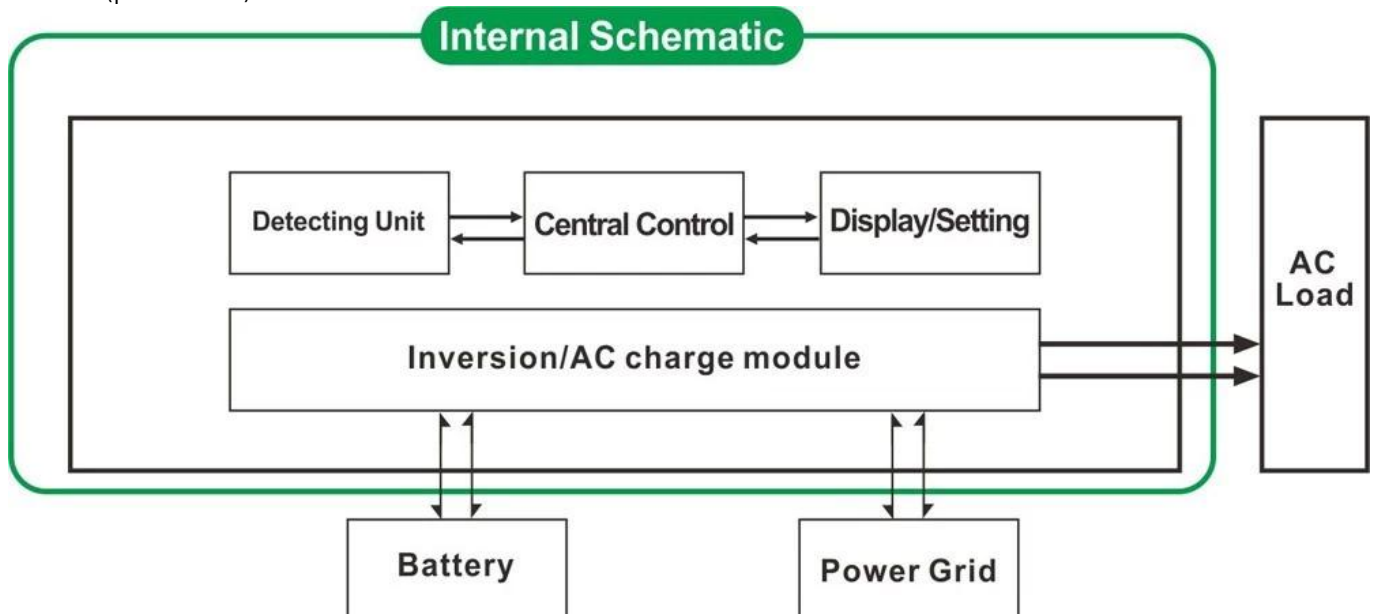 Internal Schematic
Detecting Unit
Central Control
Display/Setting
AC
Load
Inversion/AC charge module
Battery
Power Grid